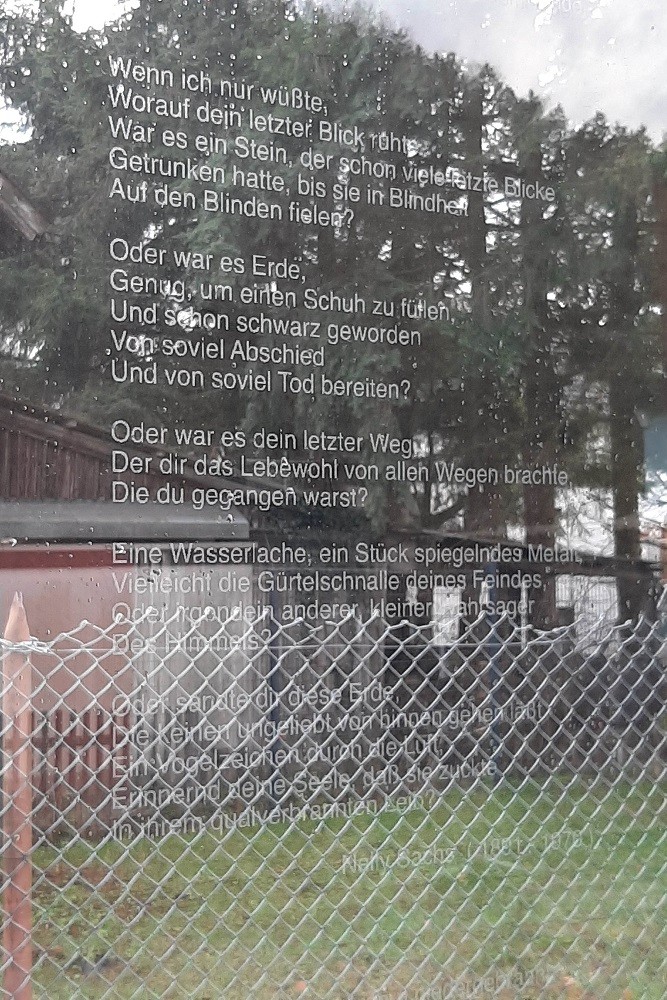 Wenn ich nur wüßte,
Worauf dein letzter Blick ruhte.
War es ein Stein, der schon viele letzte Blicke
Getrunken hatte, bis sie in Blindheit
Auf den Blinden fielen?
Oder war es Erde,
Genug, um einen Schuh zu füllen,
Und schon schwarz geworden
Von soviel Abschied
Und von soviel Tod bereiten?
Oder war es dein letzter Weg,
Der dir das Lebewohl von allen Wegen brachte,
Die du gegangen warst?
Eine Wasserlache, ein Stück spiegelndes Metall,
Vielleicht die Gürtelschnalle deines Feindes,
Oder irgendein anderer, kleiner Wahrsager
Des Himmels?
Oder sandte dir diese Erde,
Die keinen ungeliebt von hinnen gehen läßt
Ein Vogelzeichen durch die Luft,
Erinnernd deine Seele, daß sie zuckte
In ihrem qualverbrannten Leib?
Nelly Sachs (1891 - 1970)